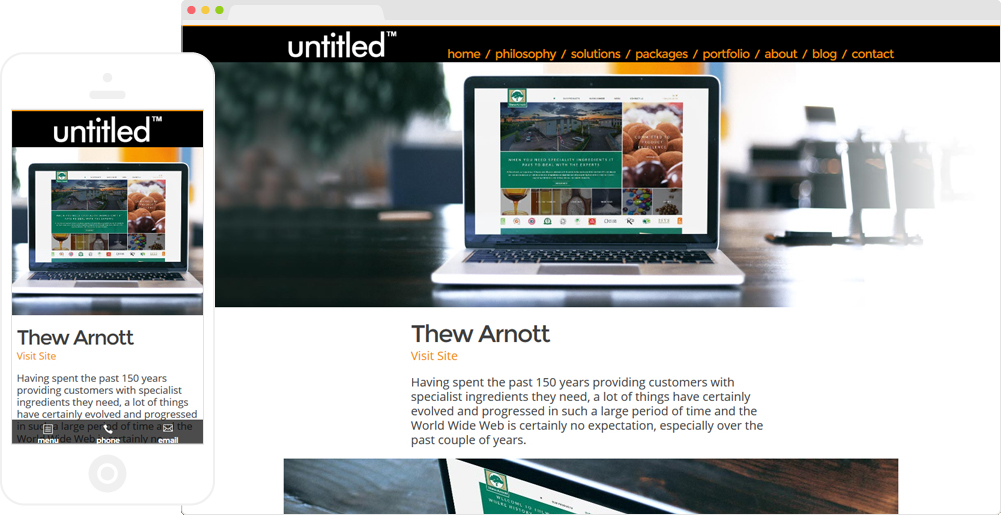 untitled™
home / philosophy / solutions / packages / portfolio / about / blog / contact
WHEN YOU NEED SPECIALITY INGREDIENTS IT
PAYS TO DEAL WITH THE EXPERTS
Thew Arnott
Visit Site
Having spent the past 150 years providing customers with
specialist ingredients they need, a lot of things have certainly
evolved and progressed in such a large period of time and the
World Wide Web is certainly no expectation, especially over the
past couple of years.
untitled™
Thew Arnott
Visit Site
Having spent the past 150 years
providing customers with specialist
ingredients they need, a lot of things
have certainly evolved and progressed
in such a large period of time and the
World Wide Web is certainly no
menu phone email